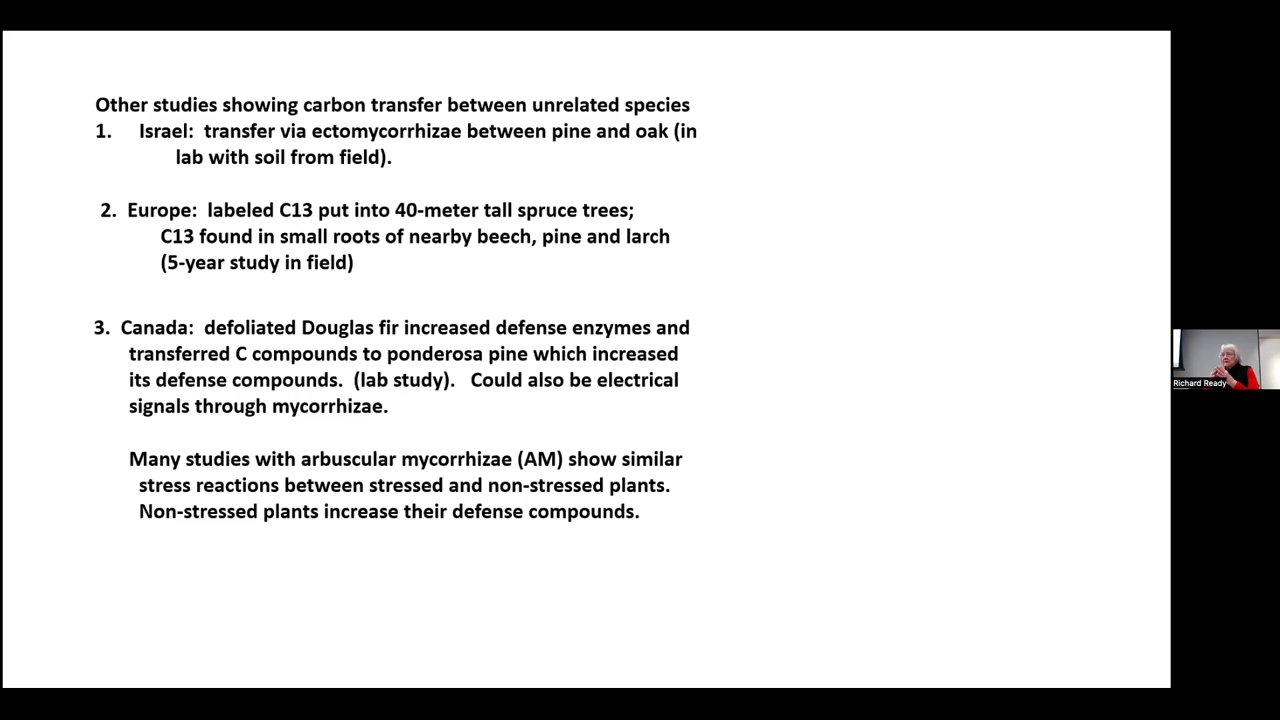 Other studies showing carbon transfer between unrelated species
1. Israel: transfer via ectomycorrhizae between pine and oak (in
lab with soil from field).
2. Europe: labeled C13 put into 40-meter tall spruce trees;
C13 found in small roots of nearby beech, pine and larch
(5-year study in field)
3. Canada: defoliated Douglas fir increased defense enzymes and
transferred C compounds to ponderosa pine which increased
its defense compounds. (lab study). Could also be electrical
signals through mycorrhizae.
Many studies with arbuscular mycorrhizae (AM) show similar
stress reactions between stressed and non-stressed plants.
Non-stressed plants increase their defense compounds.
Richard Ready